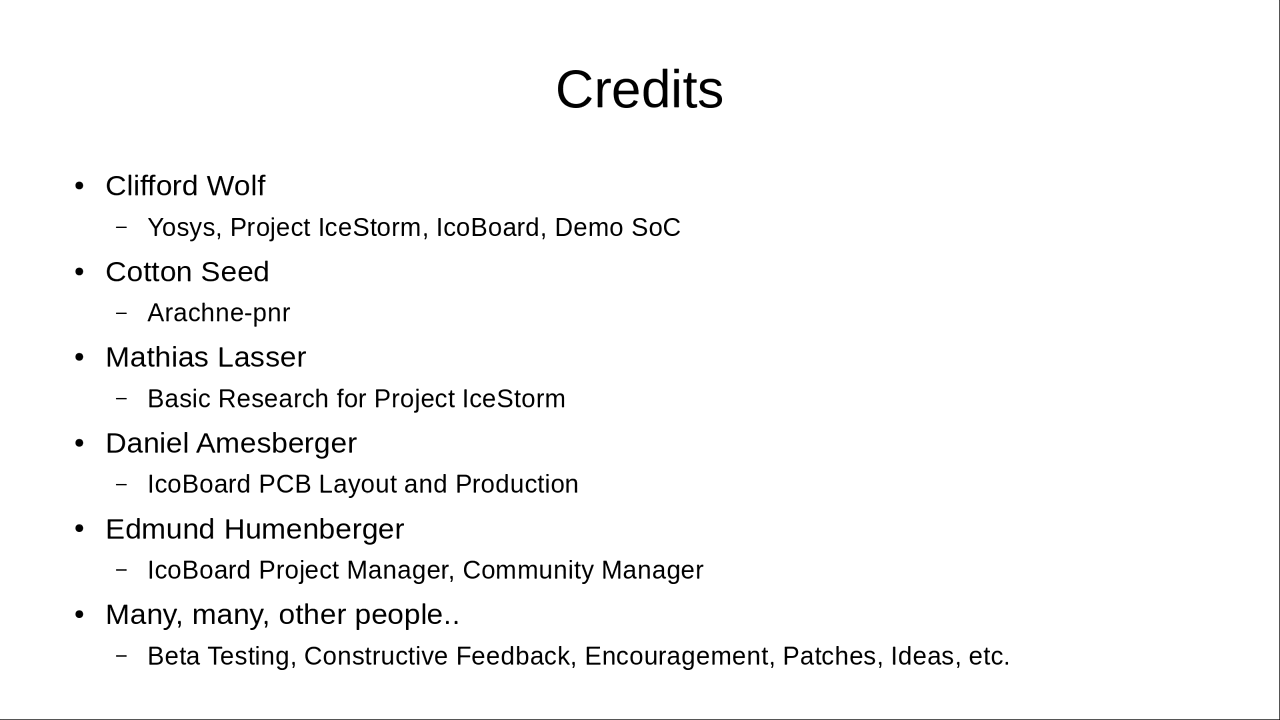 Credits
• Clifford Wolf
– Yosys, Project IceStorm, IcoBoard, Demo SoC
• Cotton Seed
– Arachne-pnr
• Mathias Lasser
– Basic Research for Project IceStorm
• Daniel Amesberger
– IcoBoard PCB Layout and Production
• Edmund Humenberger
– IcoBoard Project Manager, Community Manager
• Many, many, other people..
– Beta Testing, Constructive Feedback, Encouragement, Patches, Ideas, etc.